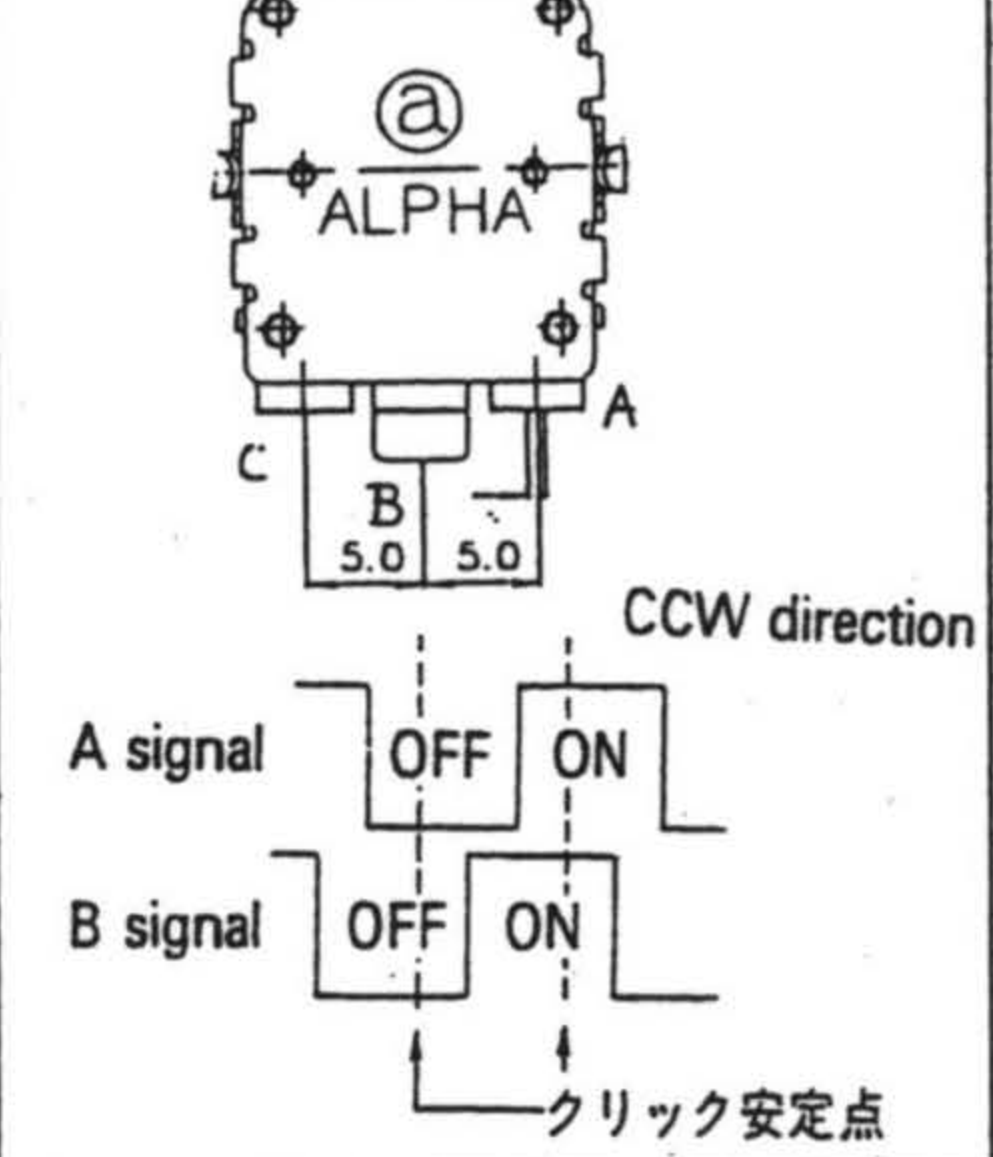 ⓐ
ALPHA
A
C
B
5.0 5.0
CCW direction
A signal OFF ON
B signal OFF ON
クリック安定点